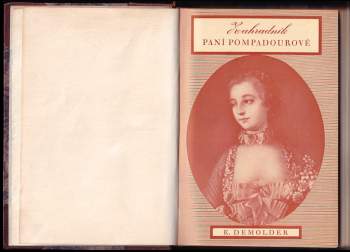 Zahradník
PANÍ POMPADOUROVÉ
E. DEMOLDER